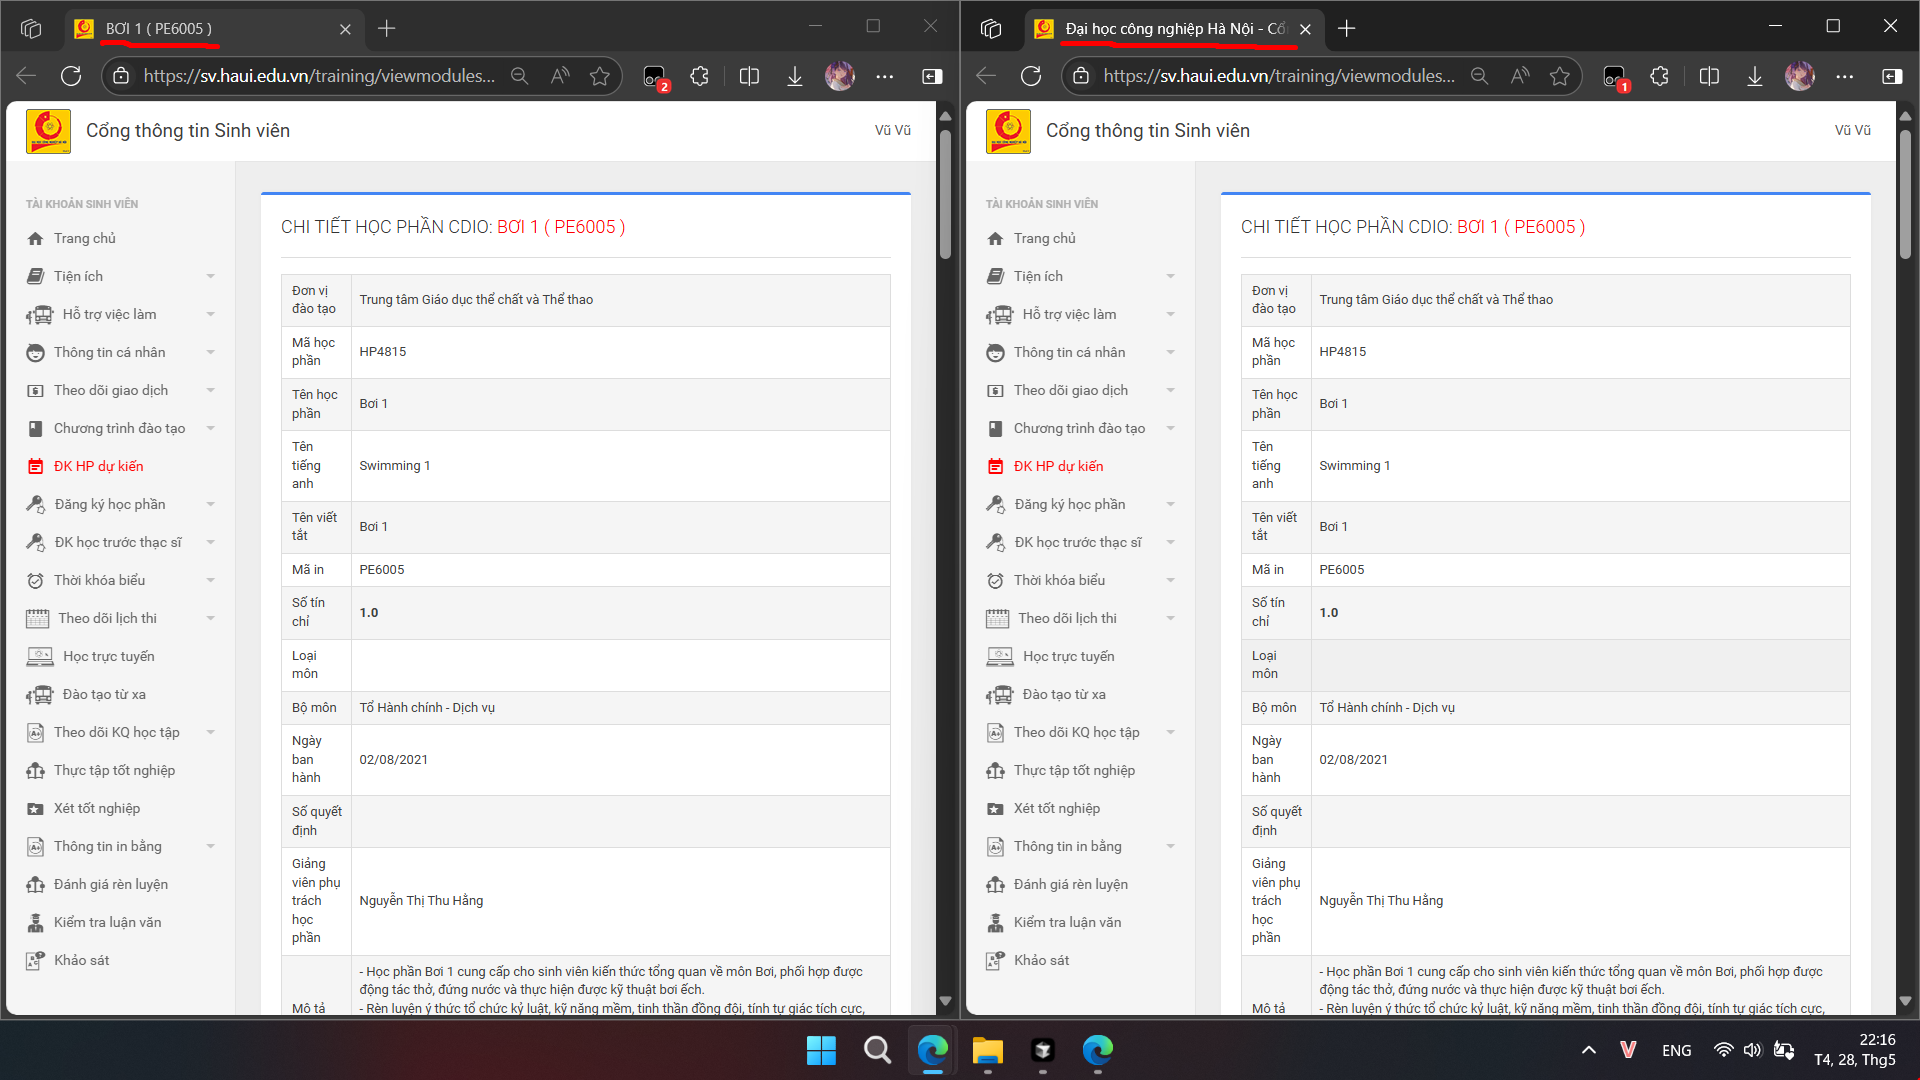 BƠI 1 ( PE6005 )
https://sv.haui.edu.vn/training/viewmodules...
2
Cổng thông tin Sinh viên
Vũ Vũ
TÀI KHOẢN SINH VIÊN
Trang chủ
Tiện ích
Hỗ trợ việc làm
Thông tin cá nhân
Theo dõi giao dịch
Chương trình đào tạo
ĐK HP dự kiến
Đăng ký học phần
ĐK học trước thạc sĩ
Thời khóa biểu
Theo dõi lịch thi
Học trực tuyến
Đào tạo từ xa
Theo dõi KQ học tập
Thực tập tốt nghiệp
Xét tốt nghiệp
Thông tin in bằng
Đánh giá rèn luyện
Kiểm tra luận văn
Khảo sát
CHI TIẾT HỌC PHẦN CDIO: BƠI 1 ( PE6005 )
Đơn vị
đào tạo
Trung tâm Giáo dục thể chất và Thể thao
Mã học
phần
HP4815
Tên học
phần
Bơi 1
Tên
tiếng
anh
Swimming 1
Tên viết
tắt
Bơi 1
Mã in
PE6005
Số tín
chỉ
1.0
Loại
môn
Bộ môn
Tổ Hành chính - Dịch vụ
Ngày
ban
hành
02/08/2021
Số quyết
định
Giảng
viên phụ
trách
học
phần
Nguyễn Thị Thu Hằng
Mô tả
- Học phần Bơi 1 cung cấp cho sinh viên kiến thức tổng quan về môn Bơi, phối hợp được
động tác thở, đứng nước và thực hiện được kỹ thuật bơi ếch.
- Rèn luyện ý thức tổ chức kỷ luật, kỹ năng mềm, tinh thần đồng đội, tính tự giác tích cực,
Đại học công nghiệp Hà Nội - Cổ
https://sv.haui.edu.vn/training/viewmodules...
1
Cổng thông tin Sinh viên
Vũ Vũ
TÀI KHOẢN SINH VIÊN
Trang chủ
Tiện ích
Hỗ trợ việc làm
Thông tin cá nhân
Theo dõi giao dịch
Chương trình đào tạo
ĐK HP dự kiến
Đăng ký học phần
ĐK học trước thạc sĩ
Thời khóa biểu
Theo dõi lịch thi
Học trực tuyến
Đào tạo từ xa
Theo dõi KQ học tập
Thực tập tốt nghiệp
Xét tốt nghiệp
Thông tin in bằng
Đánh giá rèn luyện
Kiểm tra luận văn
Khảo sát
CHI TIẾT HỌC PHẦN CDIO: BƠI 1 ( PE6005 )
Đơn vị
đào tạo
Trung tâm Giáo dục thể chất và Thể thao
Mã học
phần
HP4815
Tên học
phần
Bơi 1
Tên
tiếng
anh
Swimming 1
Tên viết
tắt
Bơi 1
Mã in
PE6005
Số tín
chỉ
1.0
Loại
môn
Bộ môn
Tổ Hành chính - Dịch vụ
Ngày
ban
hành
02/08/2021
Số quyết
định
Giảng
viên phụ
trách
học
phần
Nguyễn Thị Thu Hằng
Mô tả
- Học phần Bơi 1 cung cấp cho sinh viên kiến thức tổng quan về môn Bơi, phối hợp được
động tác thở, đứng nước và thực hiện được kỹ thuật bơi ếch.
- Rèn luyện ý thức tổ chức kỷ luật, kỹ năng mềm, tinh thần đồng đội, tính tự giác tích cực,
V
ENG
22:16
T4, 28, Thg5